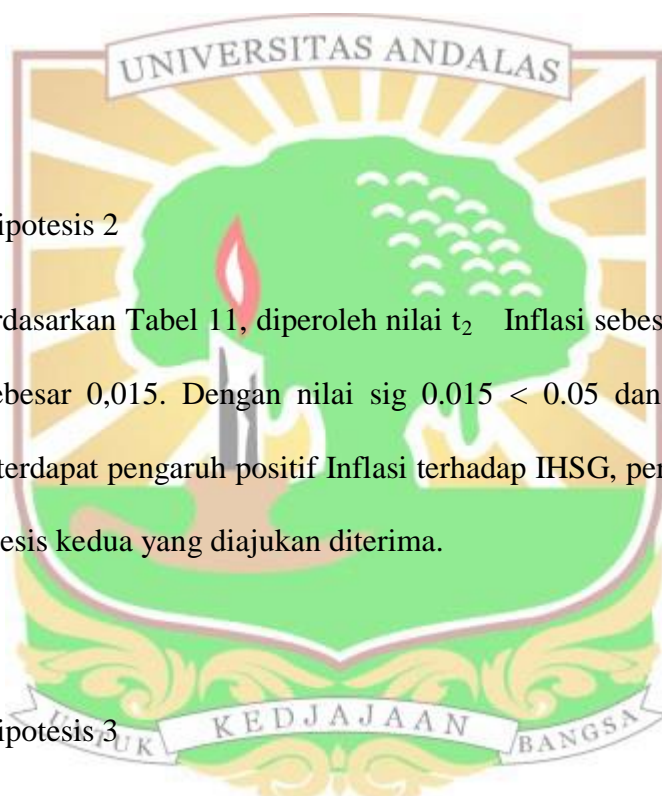 UNIVERSITAS ANDALAS
ipotesis 2
rdasarkan Tabel 11, diperoleh nilai t₂ Inflasi sebes
ebesar 0,015. Dengan nilai sig 0.015 < 0.05 dan
terdapat pengaruh positif Inflasi terhadap IHSG, per
esis kedua yang diajukan diterima.
ipotesis 3
UNTUK KEDJAJAAN BANGSA